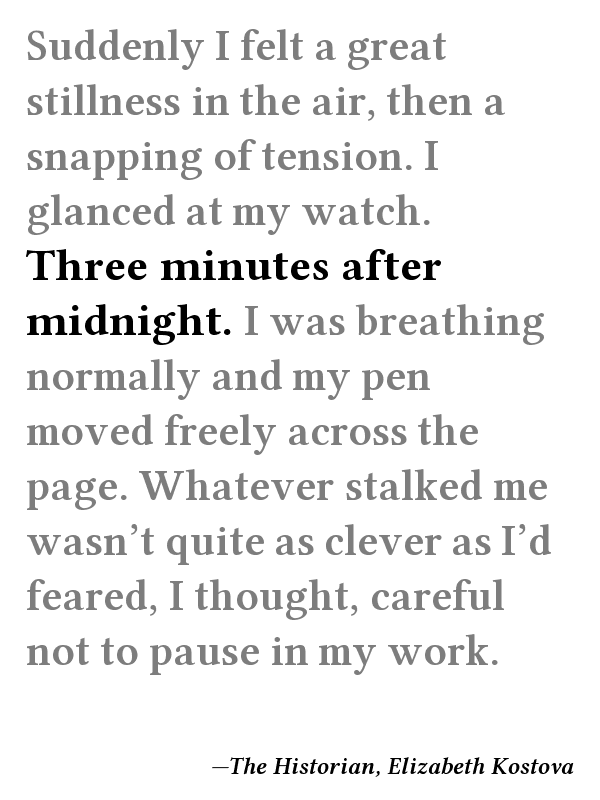 Suddenly I felt a great
stillness in the air, then a
snapping of tension. I
glanced at my watch.
Three minutes after
midnight. I was breathing
normally and my pen
moved freely across the
page. Whatever stalked me
wasn’t quite as clever as I’d
feared, I thought, careful
not to pause in my work.
—The Historian, Elizabeth Kostova